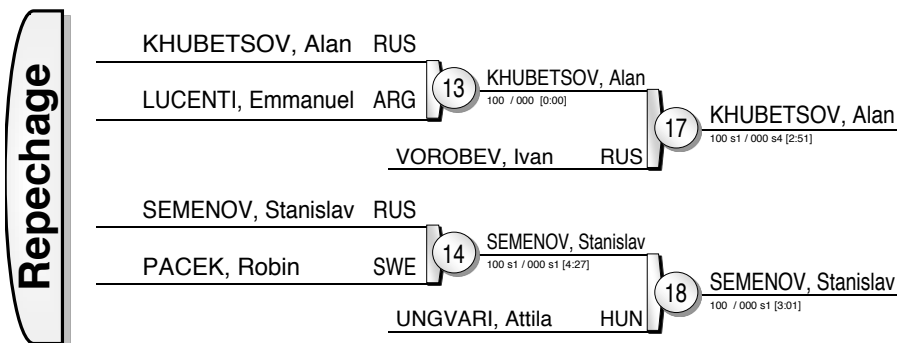 Repechage
KHUBETSOV, Alan RUS
LUCENTI, Emmanuel ARG
13
KHUBETSOV, Alan
100 / 000 [0:00]
VOROBEV, Ivan RUS
17
KHUBETSOV, Alan
100 s1 / 000 s4 [2:51]
SEMENOV, Stanislav RUS
PACEK, Robin SWE
14
SEMENOV, Stanislav
100 s1 / 000 s1 [4:27]
UNGVARI, Attila HUN
18
SEMENOV, Stanislav
100 / 000 s1 [3:01]